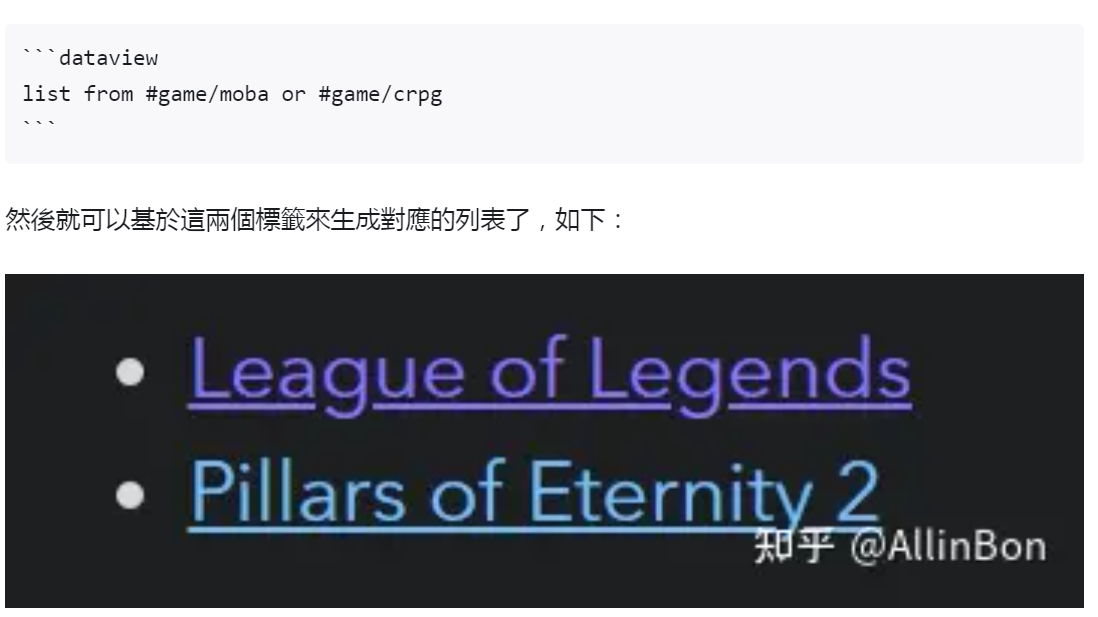 ```dataview
list from #game/moba or #game/crpg
```
然後就可以基於這兩個標籤來生成對應的列表了，如下：
• League of Legends
• Pillars of Eternity 2
知乎 @AllinBon